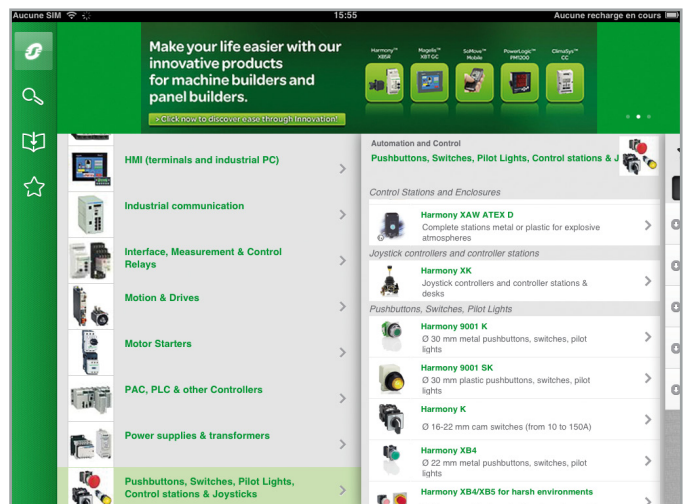 Aucune SIM
15:55
Aucune recharge en cours
Make your life easier with our
innovative products
for machine builders and
panel builders.
>Click now to discover ease through Innovation!
Harmony™
XB5R
Magelis™
XBT GC
SoMove™
Mobile
PowerLogic™
PM1200
ClimaSys™
CC
HMI (terminals and industrial PC)
Industrial communication
Interface, Measurement & Control
Relays
Motion & Drives
Motor Starters
PAC, PLC & other Controllers
Power supplies & transformers
Pushbuttons, Switches, Pilot Lights,
Control stations & Joysticks
Automation and Control
Pushbuttons, Switches, Pilot Lights, Control stations & J
Control Stations and Enclosures
Harmony XAW ATEX D
Complete stations metal or plastic for explosive
atmospheres
Joystick controllers and controller stations
Harmony XK
Joystick controllers and controller stations &
desks
Pushbuttons, Switches, Pilot Lights
Harmony 9001 K
Ø 30 mm metal pushbuttons, switches, pilot
lights
Harmony 9001 SK
Ø 30 mm plastic pushbuttons, switches, pilot
lights
Harmony K
Ø 16-22 mm cam switches (from 10 to 150A)
Harmony XB4
Ø 22 mm metal pushbuttons, switches, pilot
lights
Harmony XB4/XB5 for harsh environments